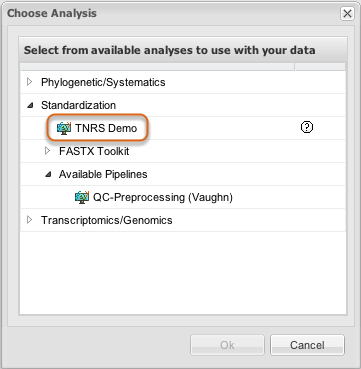 Choose Analysis
Select from available analyses to use with your data
Phylogenetic/Systematics
Standardization
TNRS Demo
FASTX Toolkit
Available Pipelines
QC-Preprocessing (Vaughn)
Transcriptomics/Genomics
Ok
Cancel